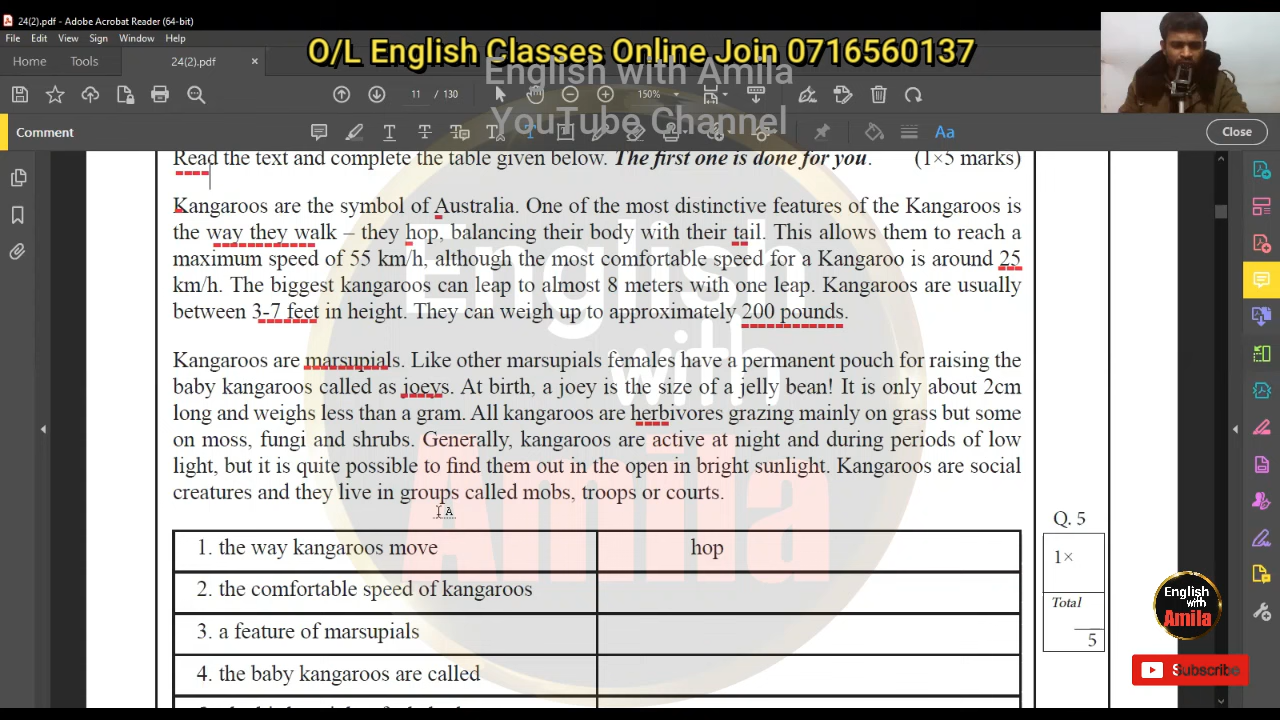 24(2).pdf - Adobe Acrobat Reader (64-bit)
File Edit View Sign Window Help
O/L English Classes Online Join 0716560137
Home Tools 24(2).pdf ×
English with Amila
YouTube Channel
11 / 130
150%
Comment
Aa
Close
Read the text and complete the table given below. The first one is done for you. (1×5 marks)
Kangaroos are the symbol of Australia. One of the most distinctive features of the Kangaroos is
the way they walk – they hop, balancing their body with their tail. This allows them to reach a
maximum speed of 55 km/h, although the most comfortable speed for a Kangaroo is around 25
km/h. The biggest kangaroos can leap to almost 8 meters with one leap. Kangaroos are usually
between 3-7 feet in height. They can weigh up to approximately 200 pounds.
Kangaroos are marsupials. Like other marsupials females have a permanent pouch for raising the
baby kangaroos called as joeys. At birth, a joey is the size of a jelly bean! It is only about 2cm
long and weighs less than a gram. All kangaroos are herbivores grazing mainly on grass but some
on moss, fungi and shrubs. Generally, kangaroos are active at night and during periods of low
light, but it is quite possible to find them out in the open in bright sunlight. Kangaroos are social
creatures and they live in groups called mobs, troops or courts.
English
with
Amila
Q. 5
1. the way kangaroos move hop
1×
2. the comfortable speed of kangaroos
Total
5
3. a feature of marsupials
4. the baby kangaroos are called
English
with
Amila
Subscribe